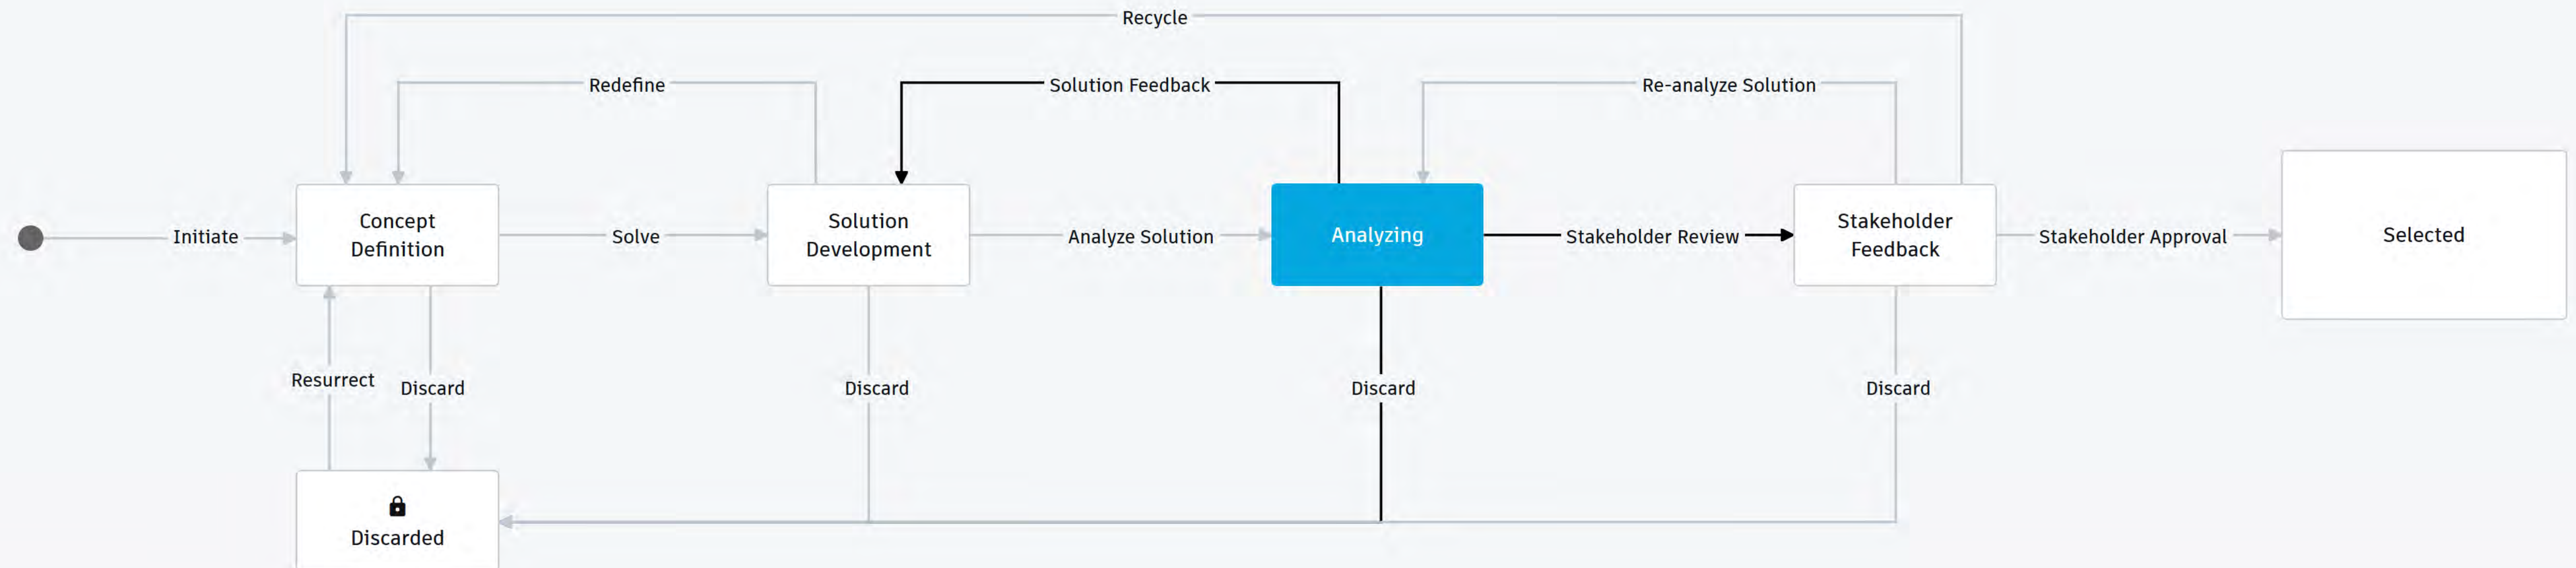 Recycle
Redefine
Solution Feedback
Re-analyze Solution
Initiate
Concept
Definition
Solve
Solution
Development
Analyze Solution
Analyzing
Stakeholder Review
Stakeholder
Feedback
Stakeholder Approval
Selected
Resurrect
Discard
Discard
Discard
Discard
Discarded